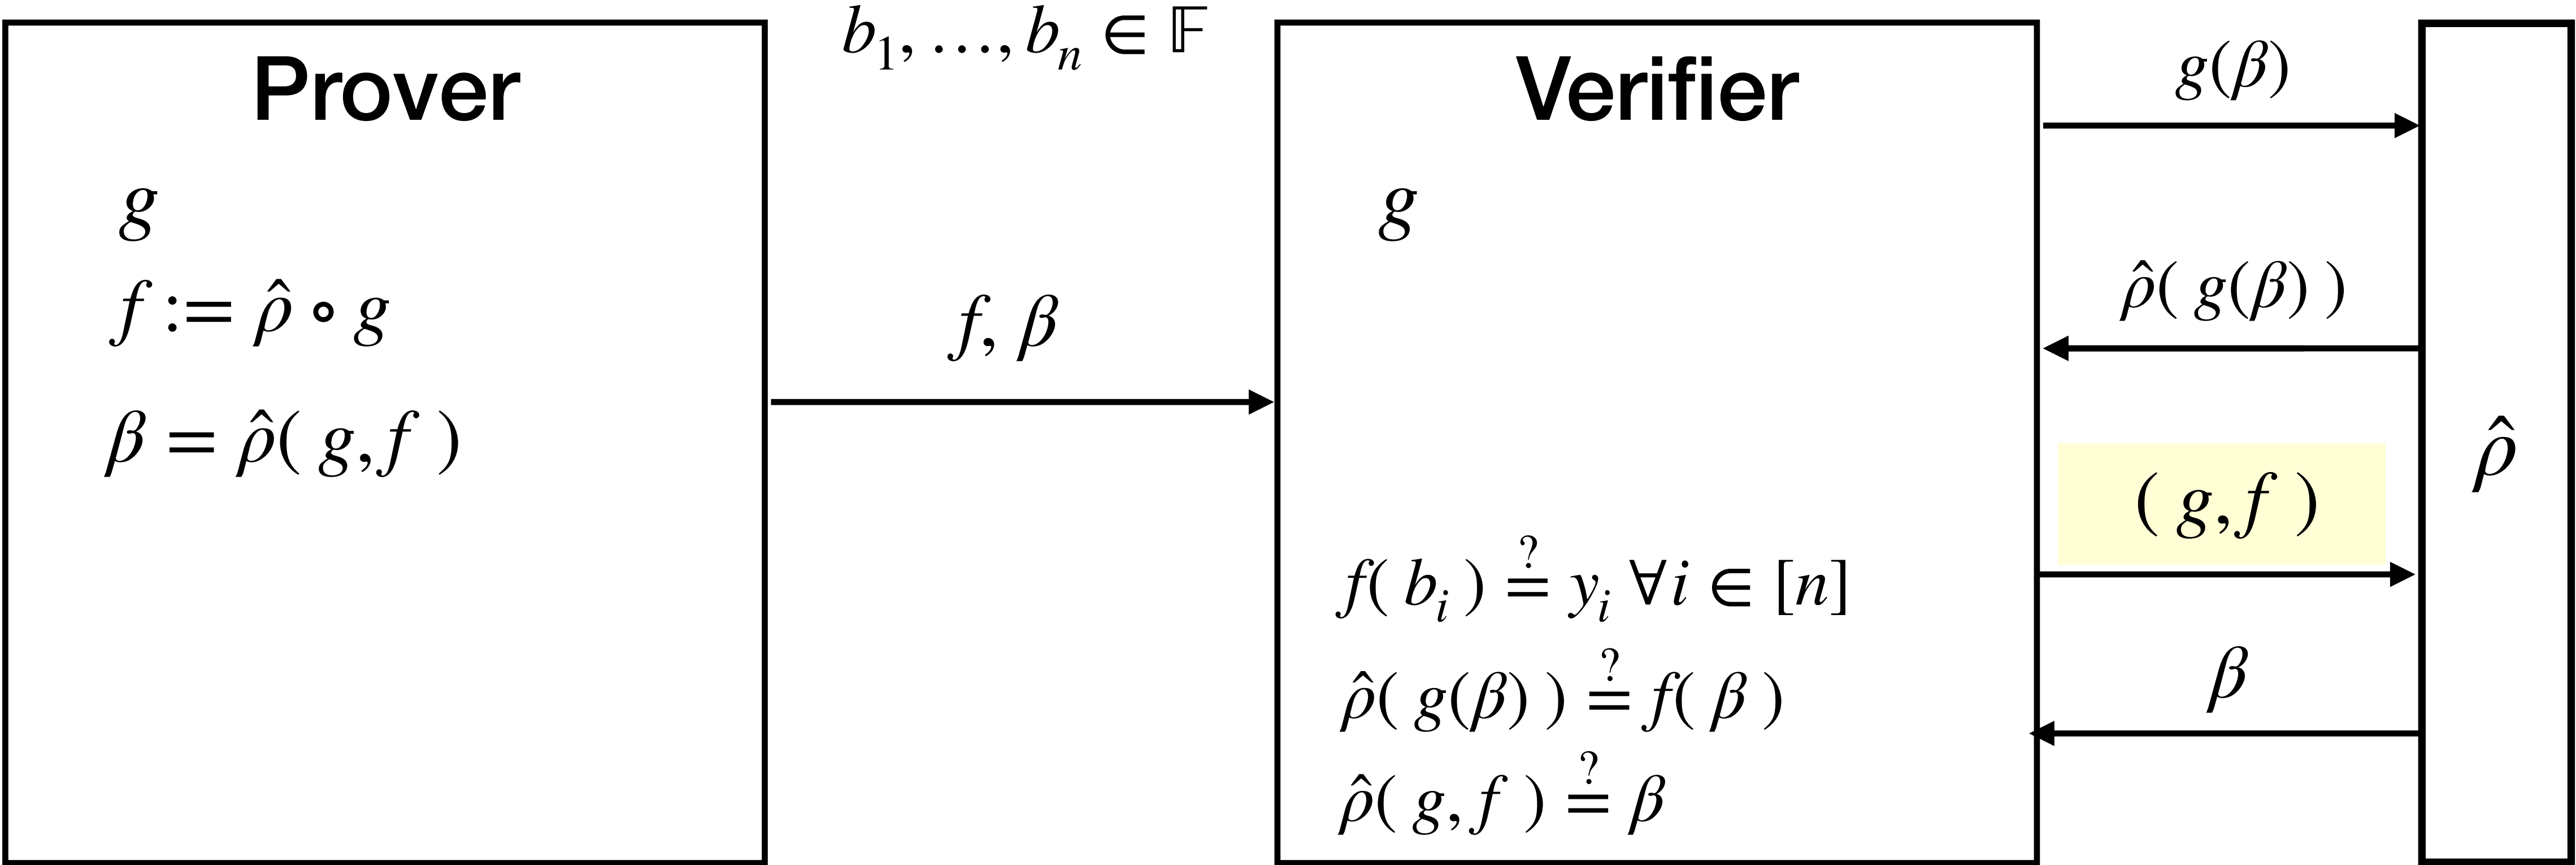 b₁, …, bₙ ∈ 𝔽
Prover
g
f := ρ̂ ∘ g
β = ρ̂( g,f )
f, β
Verifier
g
f( bᵢ ) ≟ yᵢ ∀i ∈ [n]
ρ̂( g(β) ) ≟ f( β )
ρ̂( g,f ) ≟ β
g(β)
ρ̂( g(β) )
( g,f )
β
ρ̂